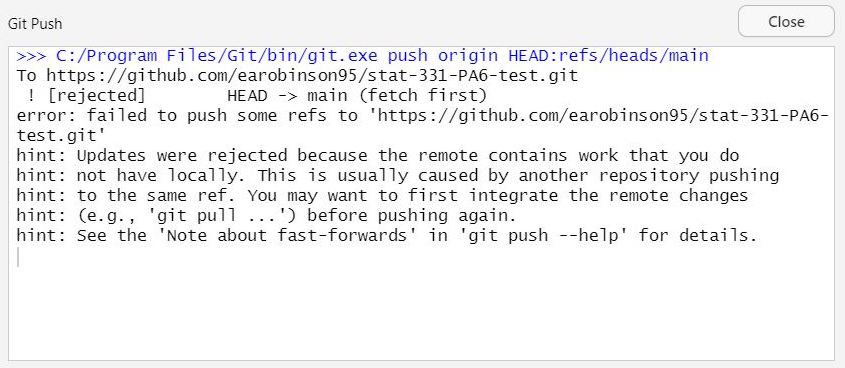 Git Push
Close
>>> C:/Program Files/Git/bin/git.exe push origin HEAD:refs/heads/main
To https://github.com/earobinson95/stat-331-PA6-test.git
 ! [rejected]        HEAD -> main (fetch first)
error: failed to push some refs to 'https://github.com/earobinson95/stat-331-PA6-
test.git'
hint: Updates were rejected because the remote contains work that you do
hint: not have locally. This is usually caused by another repository pushing
hint: to the same ref. You may want to first integrate the remote changes
hint: (e.g., 'git pull ...') before pushing again.
hint: See the 'Note about fast-forwards' in 'git push --help' for details.